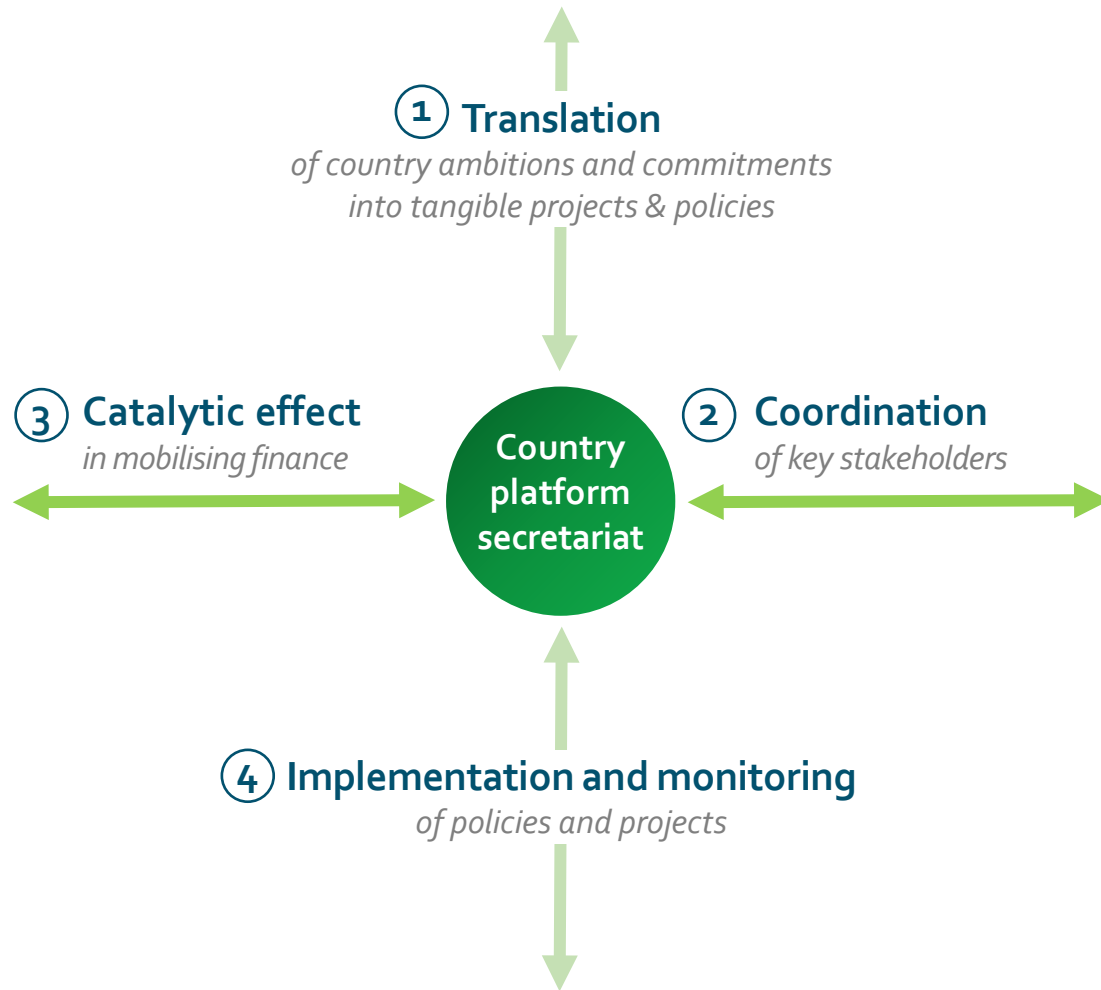 1 Translation
of country ambitions and commitments
into tangible projects & policies
3 Catalytic effect
in mobilising finance
Country
platform
secretariat
2 Coordination
of key stakeholders
4 Implementation and monitoring
of policies and projects